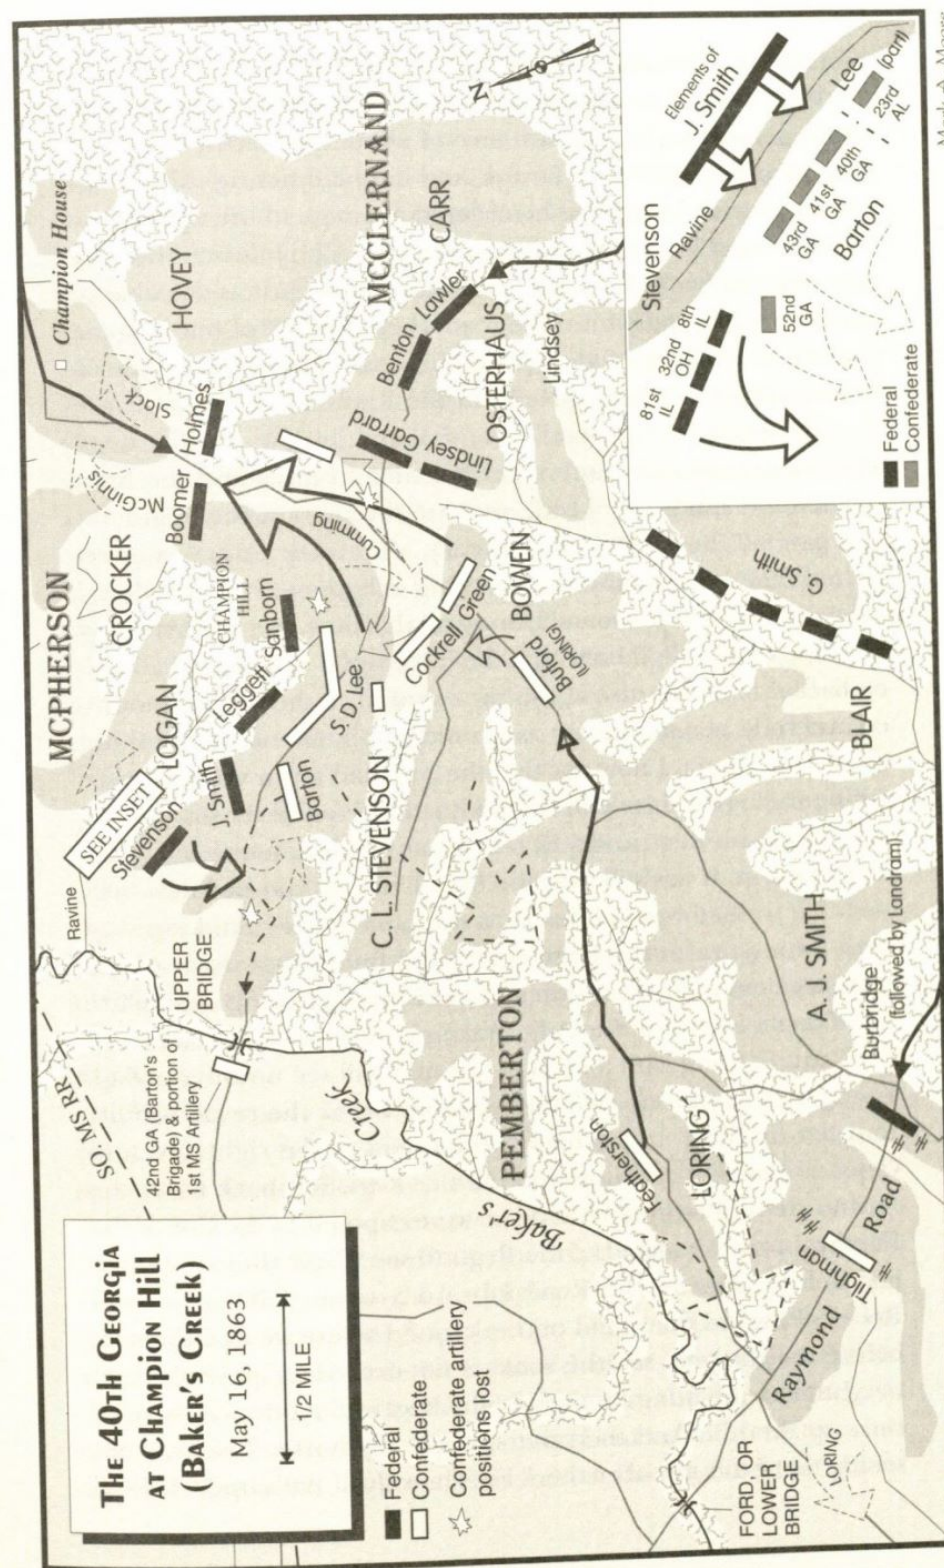 THE 40TH GEORGIA
AT CHAMPION HILL
(BAKER'S CREEK)
May 16, 1863
1/2 MILE
Federal
Confederate
Confederate artillery
positions lost
SO. MS RR
42nd GA (Barton's
Brigade) & portion of
1st MS Artillery
UPPER
BRIDGE
Ravine
SEE INSET
MCPHERSON
Champion House
Stevenson
LOGAN
CROCKER
McGinnis
Slack
HOVEY
J. Smith
Leggett
CHAMPION
HILL
Sanborn
Boomer
Holmes
MCCLERNAND
N
Barton
S.D. Lee
Cumming
Lindsey Garrard
Benton
Lawler
CARR
OSTERHAUS
Lindsey
C. L. STEVENSON
Cockrell
Green
BOWEN
Buford
(LORING)
G. Smith
Baker's
Creek
PEMBERTON
Featherston
LORING
BLAIR
A. J. SMITH
Burbridge
(followed by Landram)
Tilghman
Raymond
Road
FORD, OR
LOWER
BRIDGE
LORING
Elements of
J. Smith
Stevenson
Ravine
Lee
(part)
81st
IL
32nd
OH
8th
IL
52nd
GA
43rd
GA
41st
GA
40th
GA
23rd
AL
Barton
Federal
Confederate